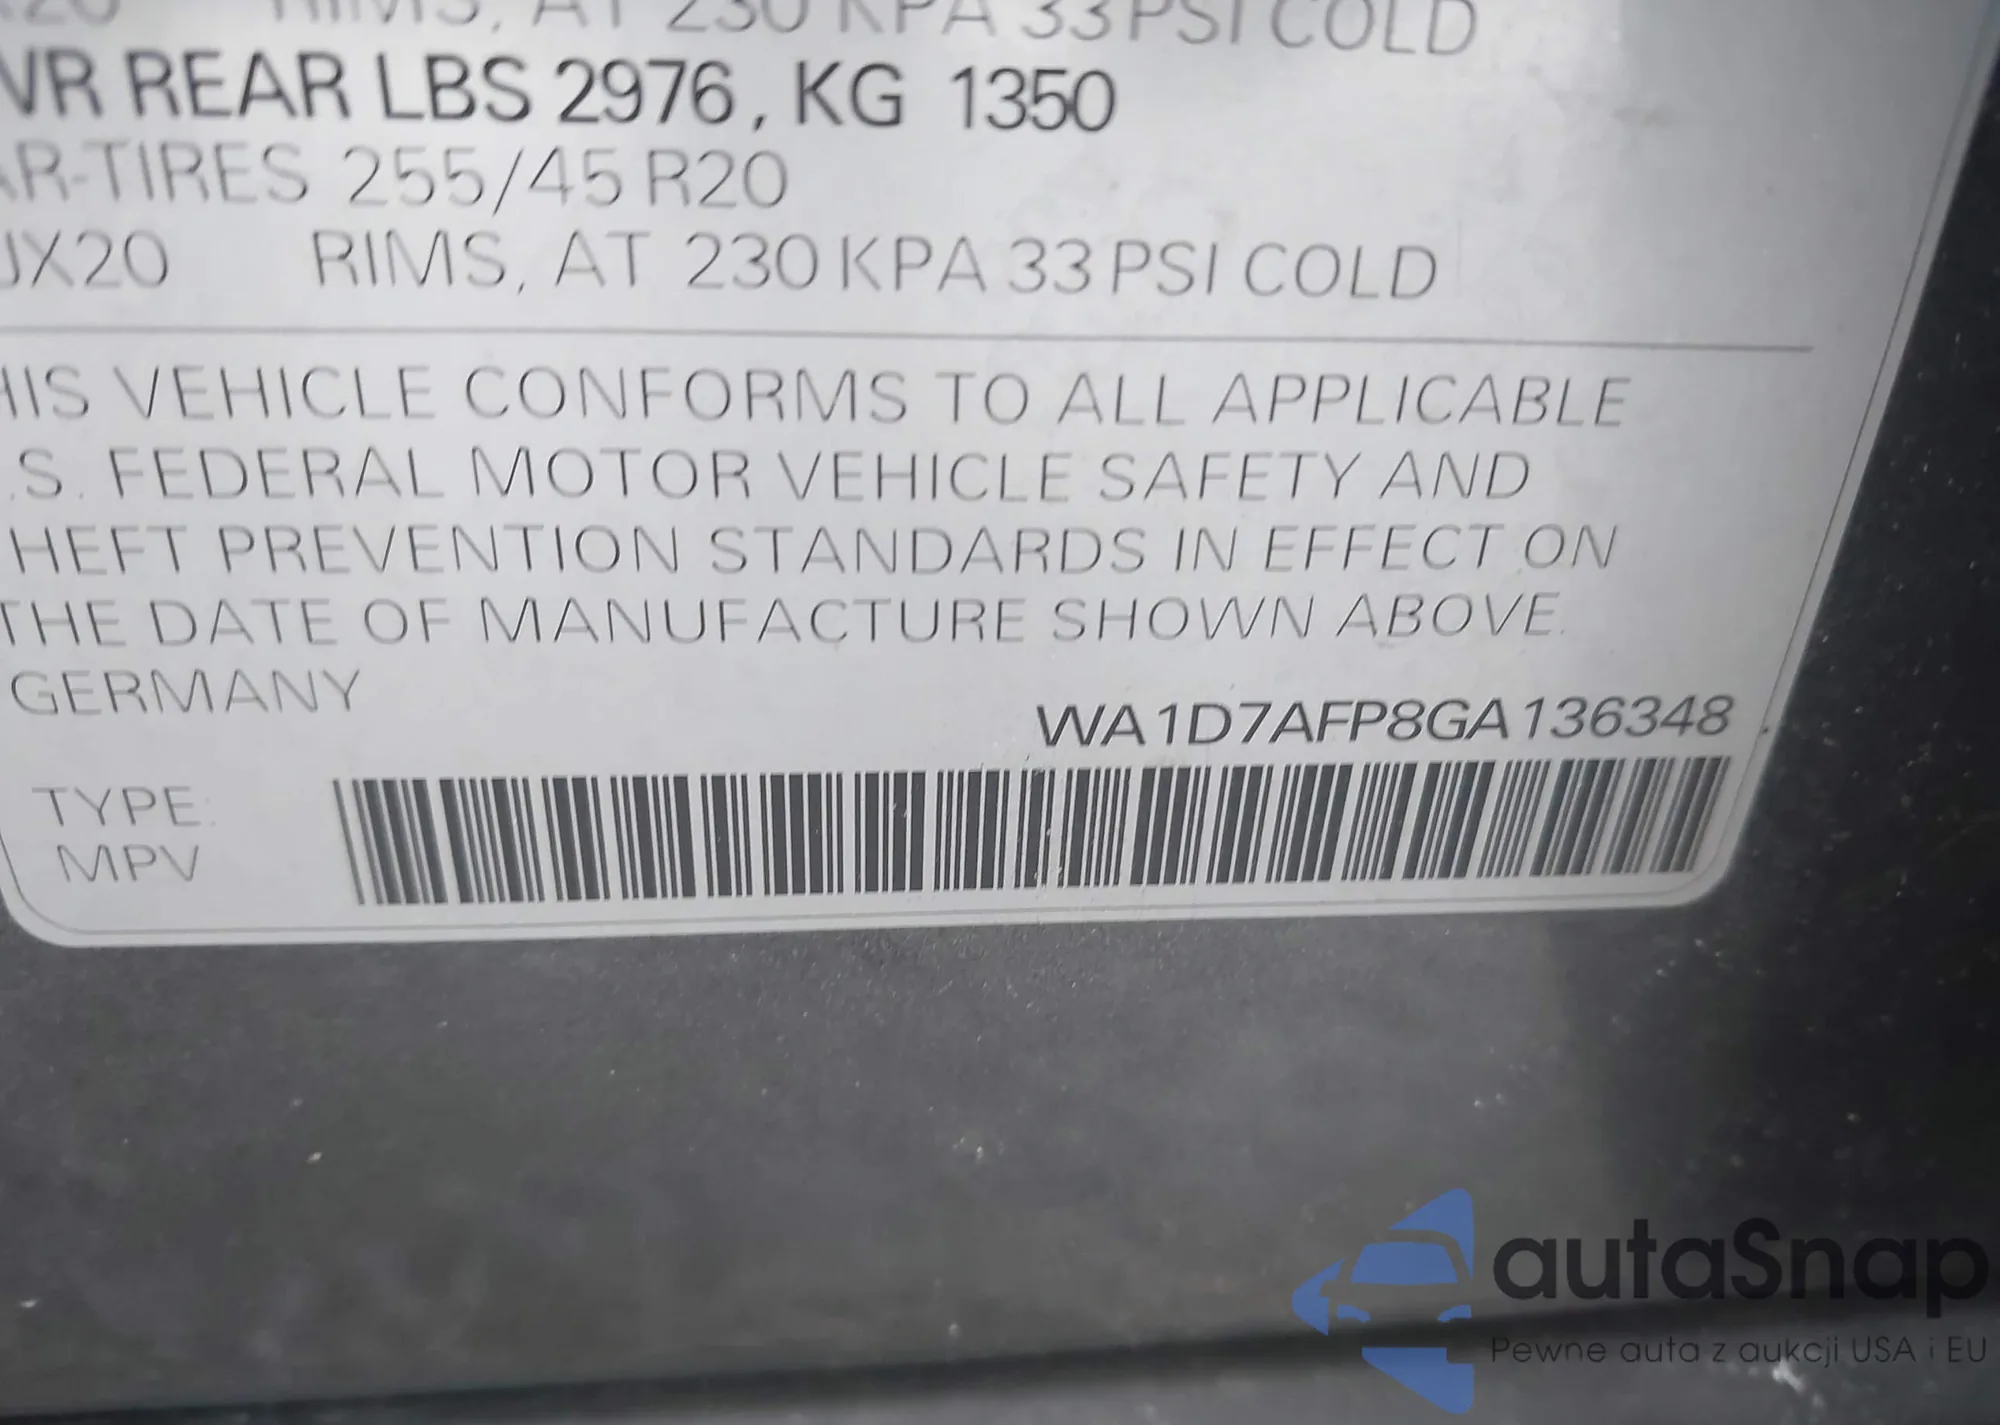 RIMS, AT 230 KPA 33 PSI COLD
WR REAR LBS 2976, KG 1350
AR-TIRES 255/45 R20
JX20 RIMS, AT 230 KPA 33 PSI COLD
HIS VEHICLE CONFORMS TO ALL APPLICABLE
.S. FEDERAL MOTOR VEHICLE SAFETY AND
HEFT PREVENTION STANDARDS IN EFFECT ON
THE DATE OF MANUFACTURE SHOWN ABOVE.
GERMANY
WA1D7AFP8GA136348
TYPE:
MPV
autaSnap
Pewne auta z aukcji USA i EU